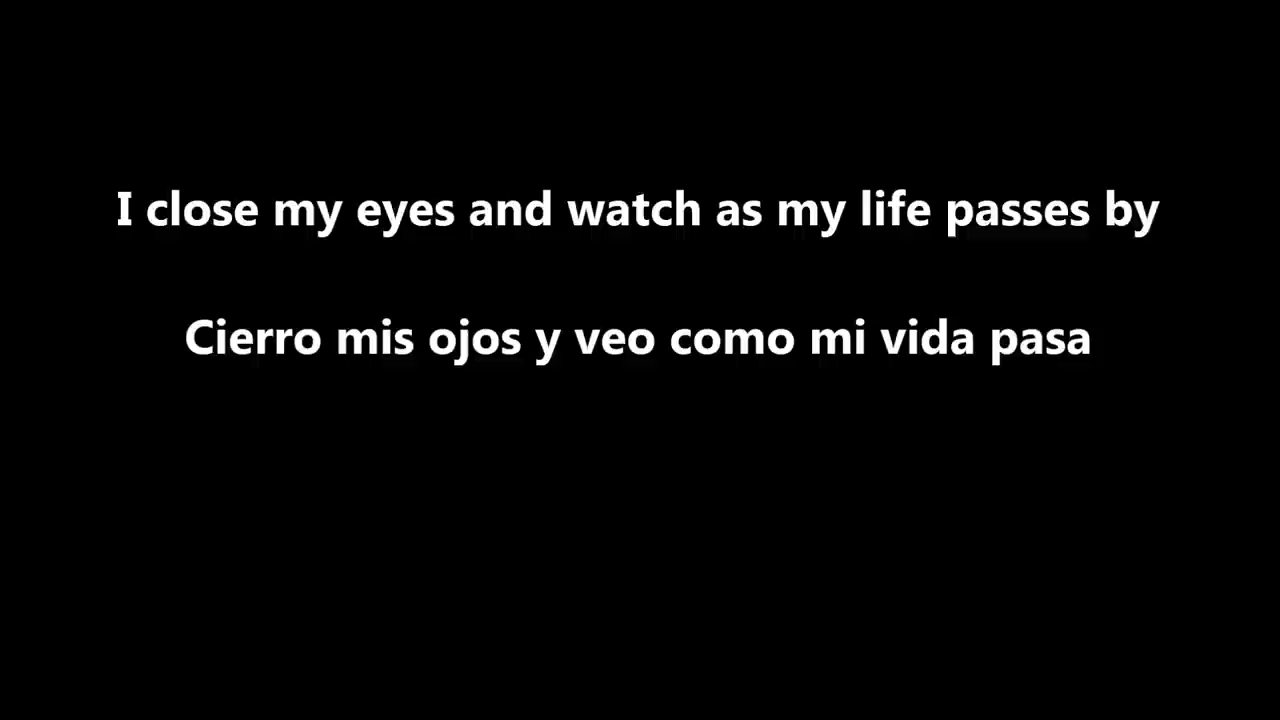 I close my eyes and watch as my life passes by
Cierro mis ojos y veo como mi vida pasa